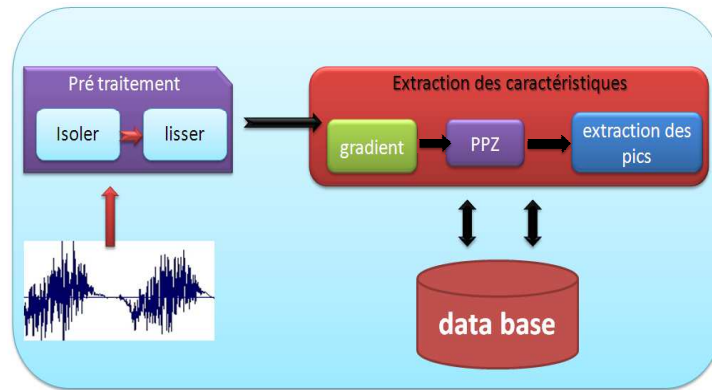 Pré traitement
Isoler
lisser
Extraction des caractéristiques
gradient
PPZ
extraction des
pics
data base